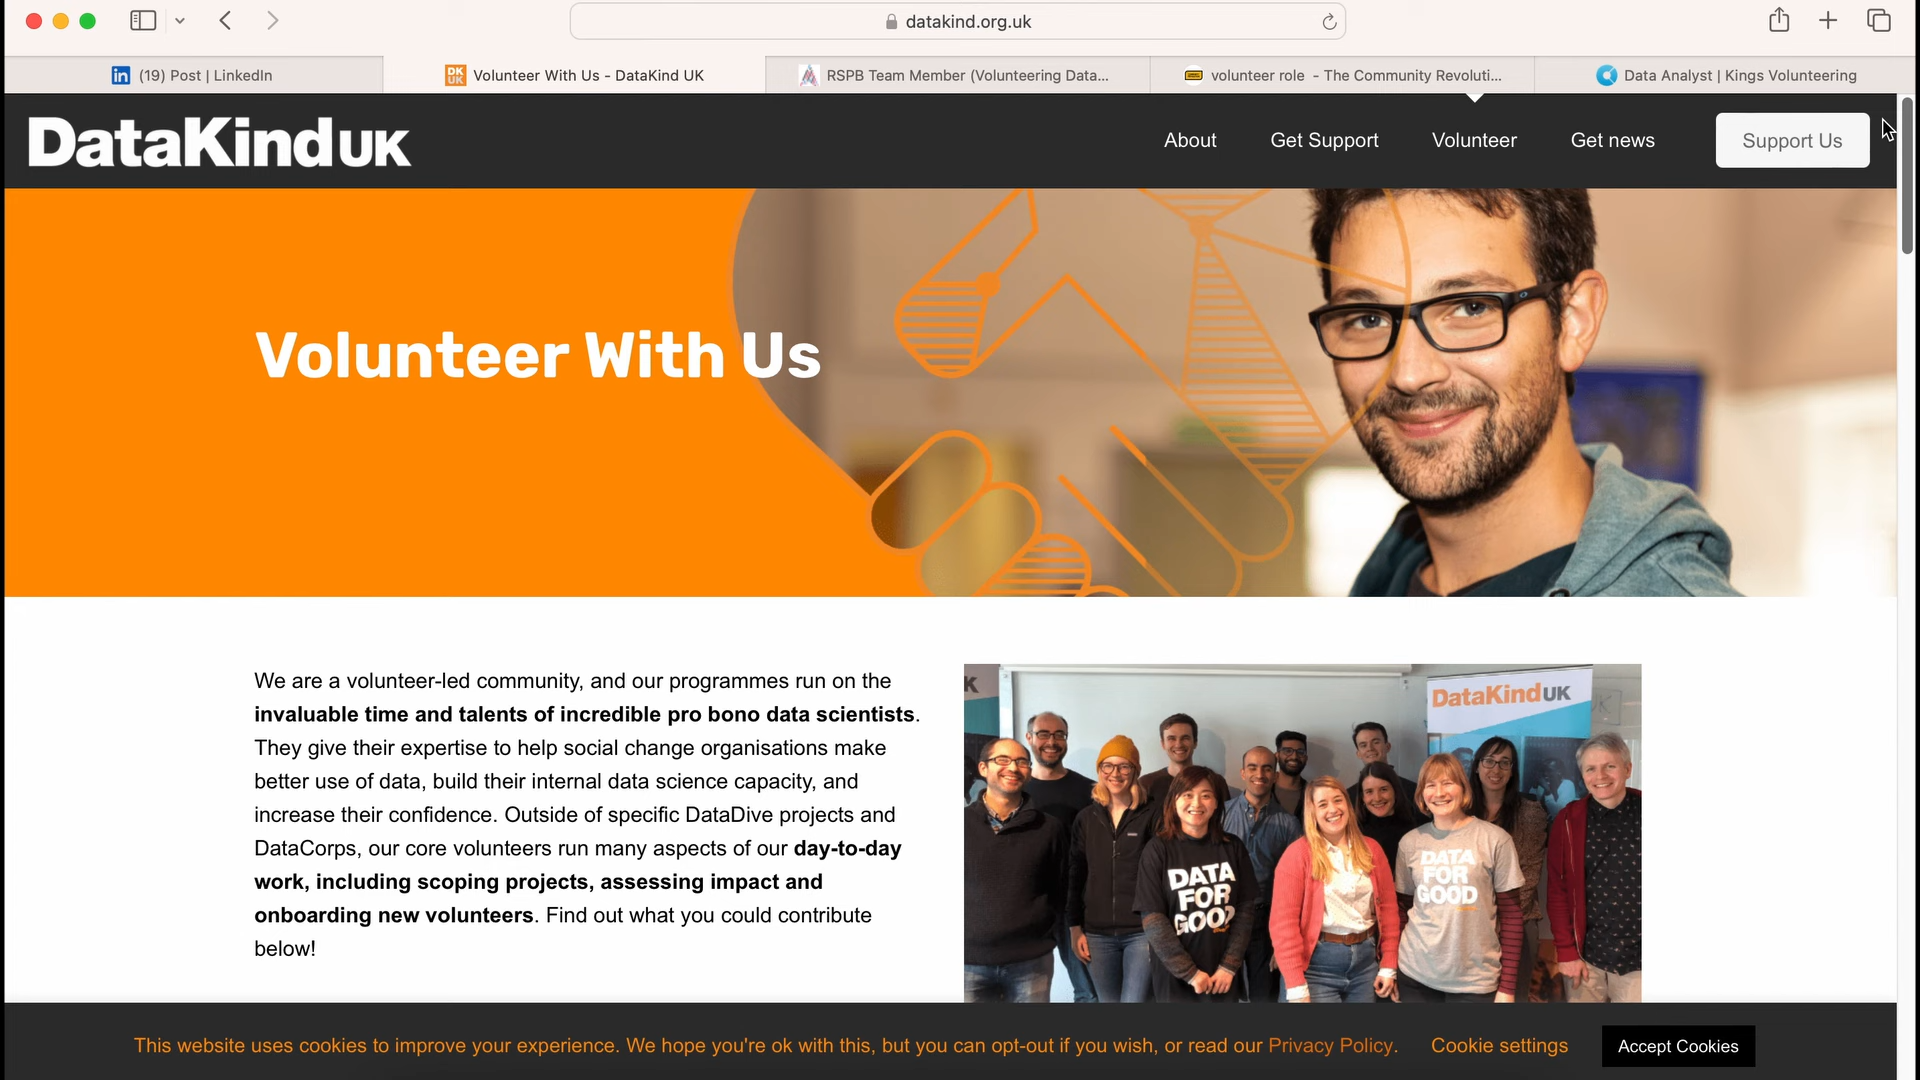 datakind.org.uk
(19) Post | LinkedIn
DK UK
Volunteer With Us - DataKind UK
RSPB Team Member (Volunteering Data...
volunteer role - The Community Revoluti...
Data Analyst | Kings Volunteering
DataKindUK
About
Get Support
Volunteer
Get news
Support Us
Volunteer With Us
We are a volunteer-led community, and our programmes run on the
invaluable time and talents of incredible pro bono data scientists.
They give their expertise to help social change organisations make
better use of data, build their internal data science capacity, and
increase their confidence. Outside of specific DataDive projects and
DataCorps, our core volunteers run many aspects of our day-to-day
work, including scoping projects, assessing impact and
onboarding new volunteers. Find out what you could contribute
below!
K
DataKindUK
DATA
FOR
GOOD
DATA
FOR
GOOD
This website uses cookies to improve your experience. We hope you're ok with this, but you can opt-out if you wish, or read our Privacy Policy.
Cookie settings
Accept Cookies